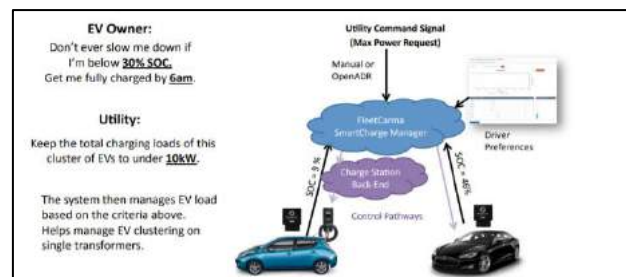 EV Owner:
Don't ever slow me down if
I'm below 30% SOC.
Get me fully charged by 6am.
Utility:
Keep the total charging loads of this
cluster of EVs to under 10kW.
The system then manages EV load
based on the criteria above.
Helps manage EV clustering on
single transformers.
Utility Command Signal
(Max Power Request)
Manual or
OpenADR
FleetCarma
SmartCharge Manager
Driver
Preferences
Charge Station
Back-End
SOC = 9 %
SOC = 46%
Control Pathways